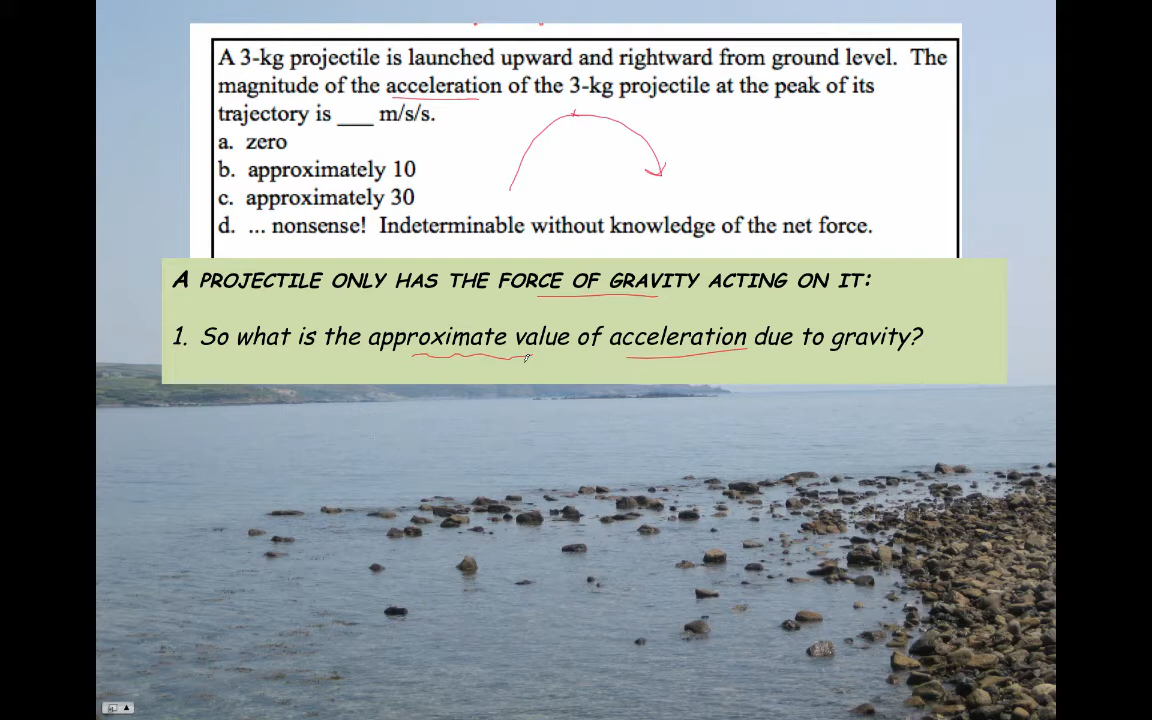 A 3-kg projectile is launched upward and rightward from ground level. The
magnitude of the acceleration of the 3-kg projectile at the peak of its
trajectory is ___ m/s/s.
a. zero
b. approximately 10
c. approximately 30
d. ... nonsense! Indeterminable without knowledge of the net force.
A PROJECTILE ONLY HAS THE FORCE OF GRAVITY ACTING ON IT:
1. So what is the approximate value of acceleration due to gravity?